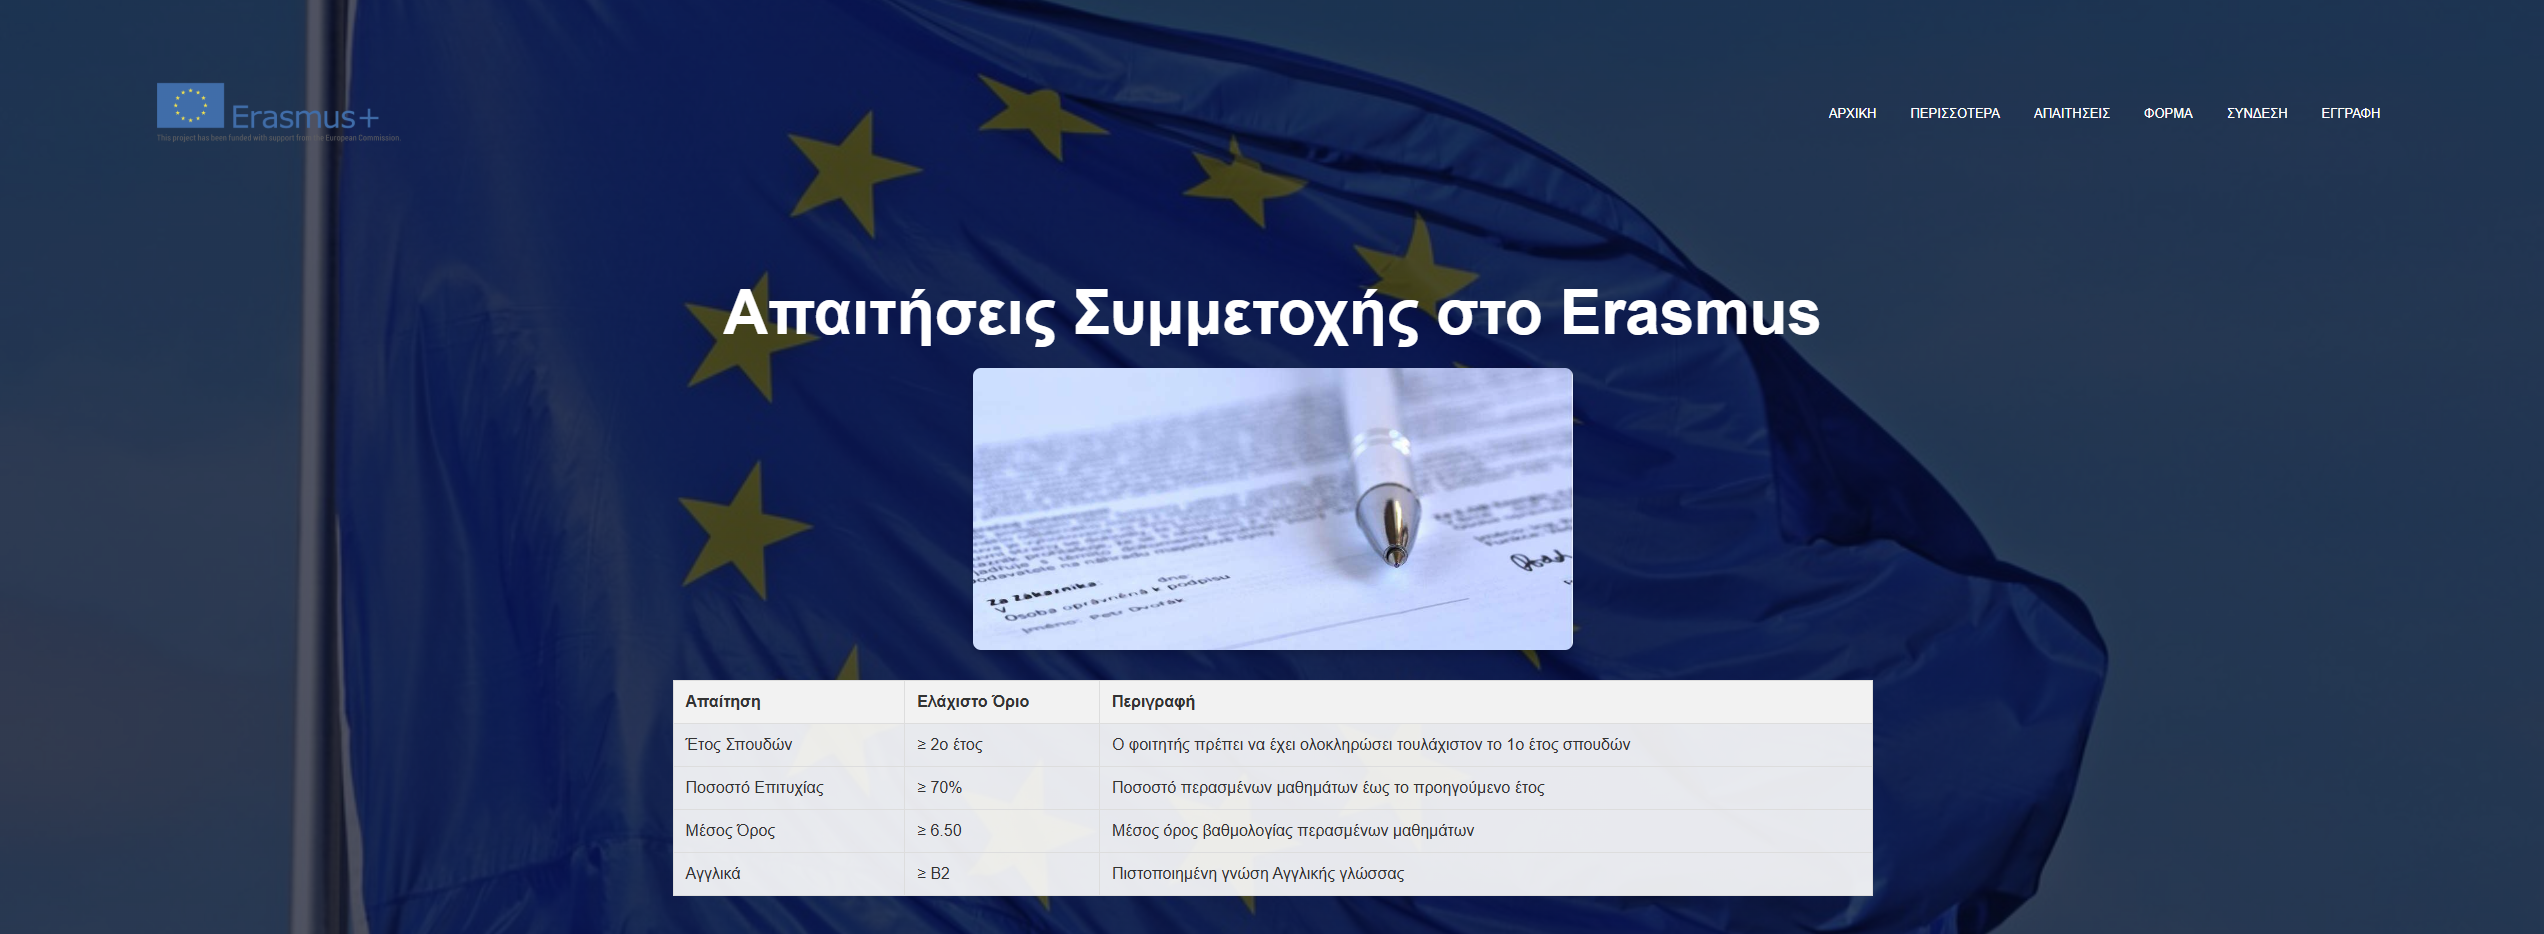 Erasmus+
This project has been funded with support from the European Commission.
ΑΡΧΙΚΗ ΠΕΡΙΣΣΟΤΕΡΑ ΑΠΑΙΤΗΣΕΙΣ ΦΟΡΜΑ ΣΥΝΔΕΣΗ ΕΓΓΡΑΦΗ
Απαιτήσεις Συμμετοχής στο Erasmus
Za Zákazníka: dne:
V
Osoba oprávněná k podpisu
Jméno: Petr Dvořák
Απαίτηση Ελάχιστο Όριο Περιγραφή
Έτος Σπουδών ≥ 2ο έτος Ο φοιτητής πρέπει να έχει ολοκληρώσει τουλάχιστον το 1ο έτος σπουδών
Ποσοστό Επιτυχίας ≥ 70% Ποσοστό περασμένων μαθημάτων έως το προηγούμενο έτος
Μέσος Όρος ≥ 6.50 Μέσος όρος βαθμολογίας περασμένων μαθημάτων
Αγγλικά ≥ B2 Πιστοποιημένη γνώση Αγγλικής γλώσσας